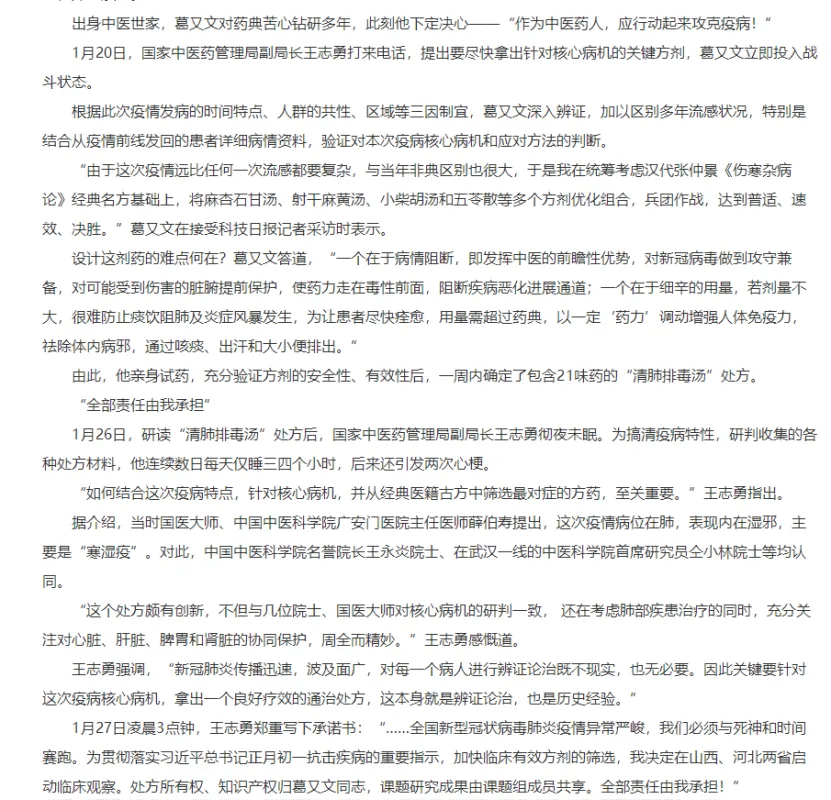 出身中医世家，葛又文对药典苦心钻研多年，此刻他下定决心——“作为中医药人，应行动起来攻克疫病！”
1月20日，国家中医药管理局副局长王志勇打来电话，提出要尽快拿出针对核心病机的关键方剂，葛又文立即投入战
斗状态。
根据此次疫情发病的时间特点、人群的共性、区域等三因制宜，葛又文深入辨证，加以区别多年流感状况，特别是
结合从疫情前线发回的患者详细病情资料，验证对本次疫病核心病机和应对方法的判断。
“由于这次疫情远比任何一次流感都要复杂，与当年非典区别也很大，于是我在统筹考虑汉代张仲景《伤寒杂病
论》经典名方基础上，将麻杏石甘汤、射干麻黄汤、小柴胡汤和五苓散等多个方剂优化组合，兵团作战，达到普适、速
效、决胜。”葛又文在接受科技日报记者采访时表示。
设计这剂药的难点何在？葛又文答道，“一个在于病情阻断，即发挥中医的前瞻性优势，对新冠病毒做到攻守兼
备，对可能受到伤害的脏腑提前保护，使药力走在毒性前面，阻断疾病恶化进展通道；一个在于细辛的用量，若剂量不
大，很难防止痰饮阻肺及炎症风暴发生，为让患者尽快痊愈，用量需超过药典，以一定‘药力’调动增强人体免疫力，
祛除体内病邪，通过咳痰、出汗和大小便排出。”
由此，他亲身试药，充分验证方剂的安全性、有效性后，一周内确定了包含21味药的“清肺排毒汤”处方。
“全部责任由我承担”
1月26日，研读“清肺排毒汤”处方后，国家中医药管理局副局长王志勇彻夜未眠。为搞清疫病特性，研判收集的各
种处方材料，他连续数日每天仅睡三四个小时，后来还引发两次心梗。
“如何结合这次疫病特点，针对核心病机，并从经典医籍古方中筛选最对症的方药，至关重要。”王志勇指出。
据介绍，当时国医大师、中国中医科学院广安门医院主任医师薛伯寿提出，这次疫情病位在肺，表现内在湿邪，主
要是“寒湿疫”。对此，中国中医科学院名誉院长王永炎院士、在武汉一线的中医科学院首席研究员仝小林院士等均认
同。
“这个处方颇有创新，不但与几位院士、国医大师对核心病机的研判一致， 还在考虑肺部疾患治疗的同时，充分关
注对心脏、肝脏、脾胃和肾脏的协同保护，周全而精妙。”王志勇感慨道。
王志勇强调，“新冠肺炎传播迅速，波及面广，对每一个病人进行辨证论治既不现实，也无必要。因此关键要针对
这次疫病核心病机，拿出一个良好疗效的通治处方，这本身就是辨证论治，也是历史经验。”
1月27日凌晨3点钟，王志勇郑重写下承诺书：“……全国新型冠状病毒肺炎疫情异常严峻，我们必须与死神和时间
赛跑。为贯彻落实习近平总书记正月初一抗击疾病的重要指示，加快临床有效方剂的筛选，我决定在山西、河北两省启
动临床观察。处方所有权、知识产权归葛又文同志，课题研究成果由课题组成员共享。全部责任由我承担！”